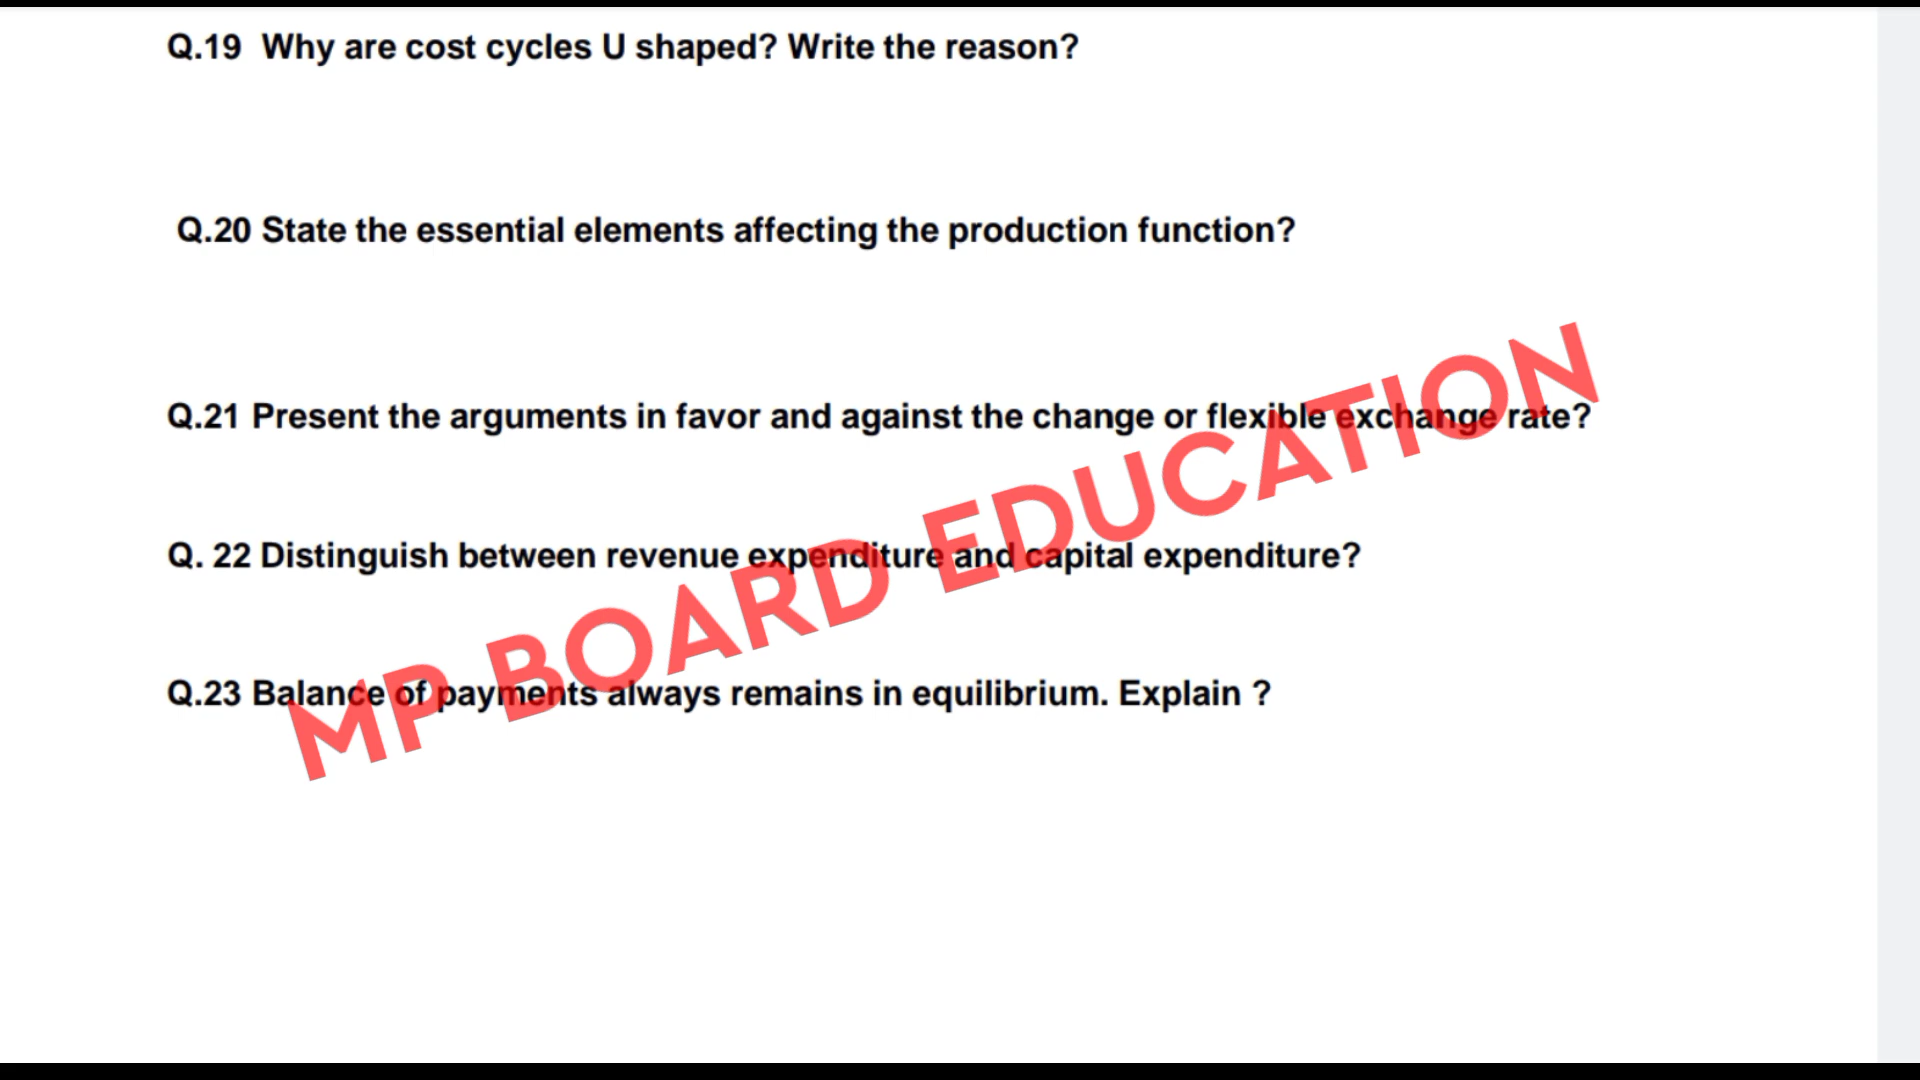 Q.19 Why are cost cycles U shaped? Write the reason?
Q.20 State the essential elements affecting the production function?
Q.21 Present the arguments in favor and against the change or flexible exchange rate?
Q. 22 Distinguish between revenue expenditure and capital expenditure?
Q.23 Balance of payments always remains in equilibrium. Explain ?
MP BOARD EDUCATION